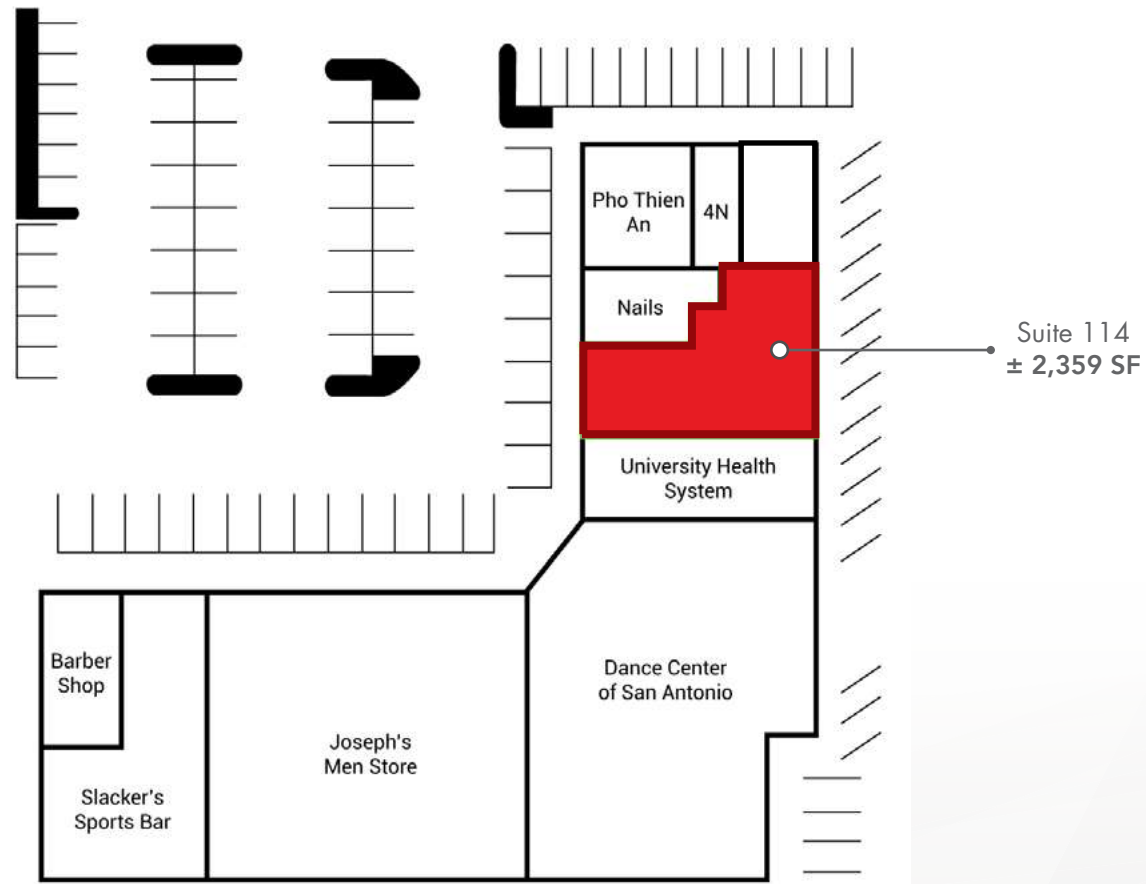 Pho Thien
An
4N
Nails
Suite 114
± 2,359 SF
University Health
System
Barber
Shop
Dance Center
of San Antonio
Joseph's
Men Store
Slacker's
Sports Bar